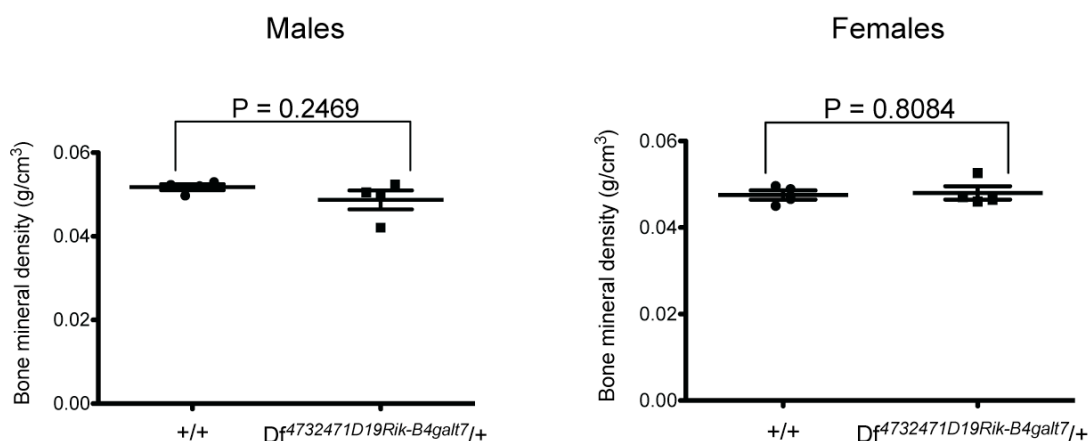 Males
P = 0.2469
Bone mineral density (g/cm³)
0.06
0.04
0.02
0.00
+/+
Df4732471D19Rik-B4galt7/+
Females
P = 0.8084
Bone mineral density (g/cm³)
0.06
0.04
0.02
0.00
+/+
Df4732471D19Rik-B4galt7/+